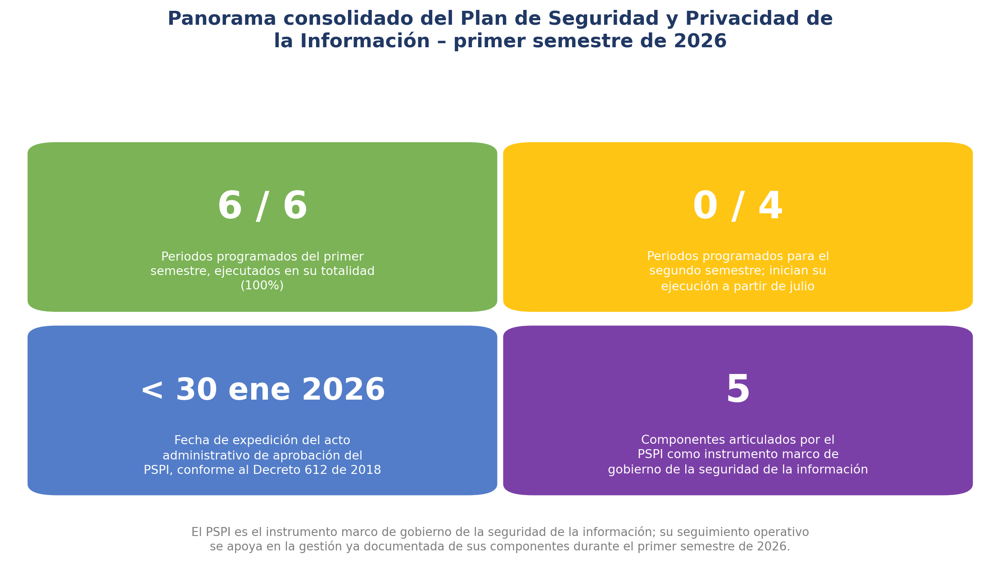 Panorama consolidado del Plan de Seguridad y Privacidad de
la Información – primer semestre de 2026
6 / 6
Periodos programados del primer
semestre, ejecutados en su totalidad
(100%)
0 / 4
Periodos programados para el
segundo semestre; inician su
ejecución a partir de julio
< 30 ene 2026
Fecha de expedición del acto
administrativo de aprobación del
PSPI, conforme al Decreto 612 de 2018
5
Componentes articulados por el
PSPI como instrumento marco de
gobierno de la seguridad de la información
El PSPI es el instrumento marco de gobierno de la seguridad de la información; su seguimiento operativo
se apoya en la gestión ya documentada de sus componentes durante el primer semestre de 2026.